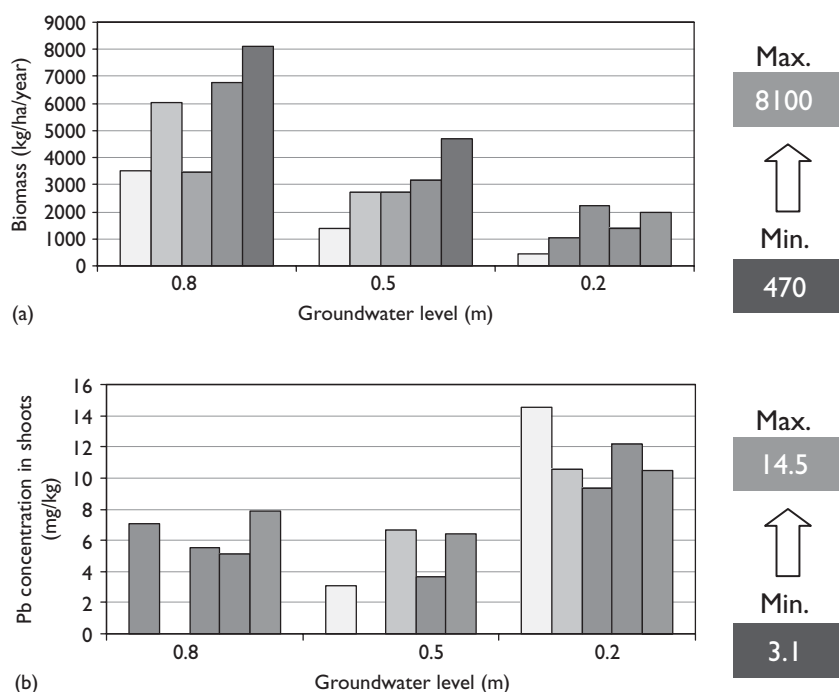 Biomass (kg/ha/year)
9000
8000
7000
6000
5000
4000
3000
2000
1000
0
0.8
0.5
0.2
(a)
Groundwater level (m)
Max.
8100
Min.
470
Pb concentration in shoots
(mg/kg)
16
14
12
10
8
6
4
2
0
0.8
0.5
0.2
(b)
Groundwater level (m)
Max.
14.5
Min.
3.1